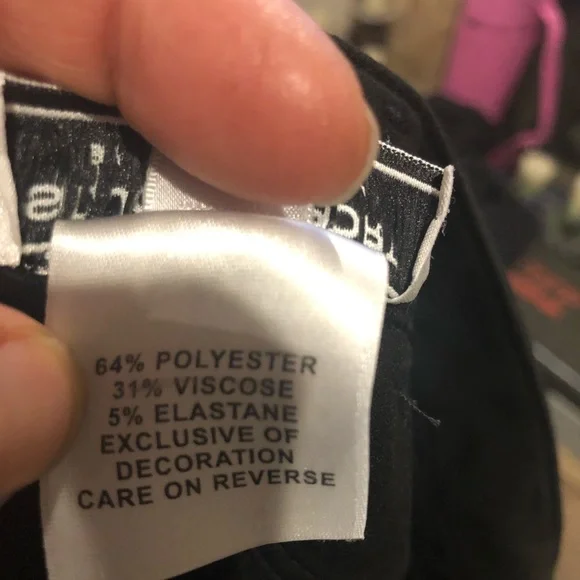 64% POLYESTER
31% VISCOSE
5% ELASTANE
EXCLUSIVE OF
DECORATION
CARE ON REVERSE